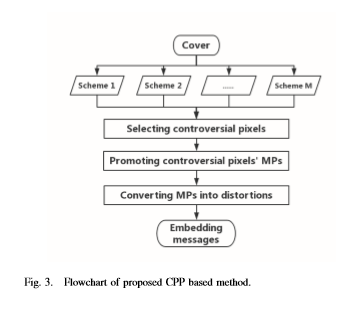 Cover
Scheme 1 Scheme 2 ...... Scheme M
Selecting controversial pixels
Promoting controversial pixels' MPs
Converting MPs into distortions
Embedding
messages
Fig. 3. Flowchart of proposed CPP based method.